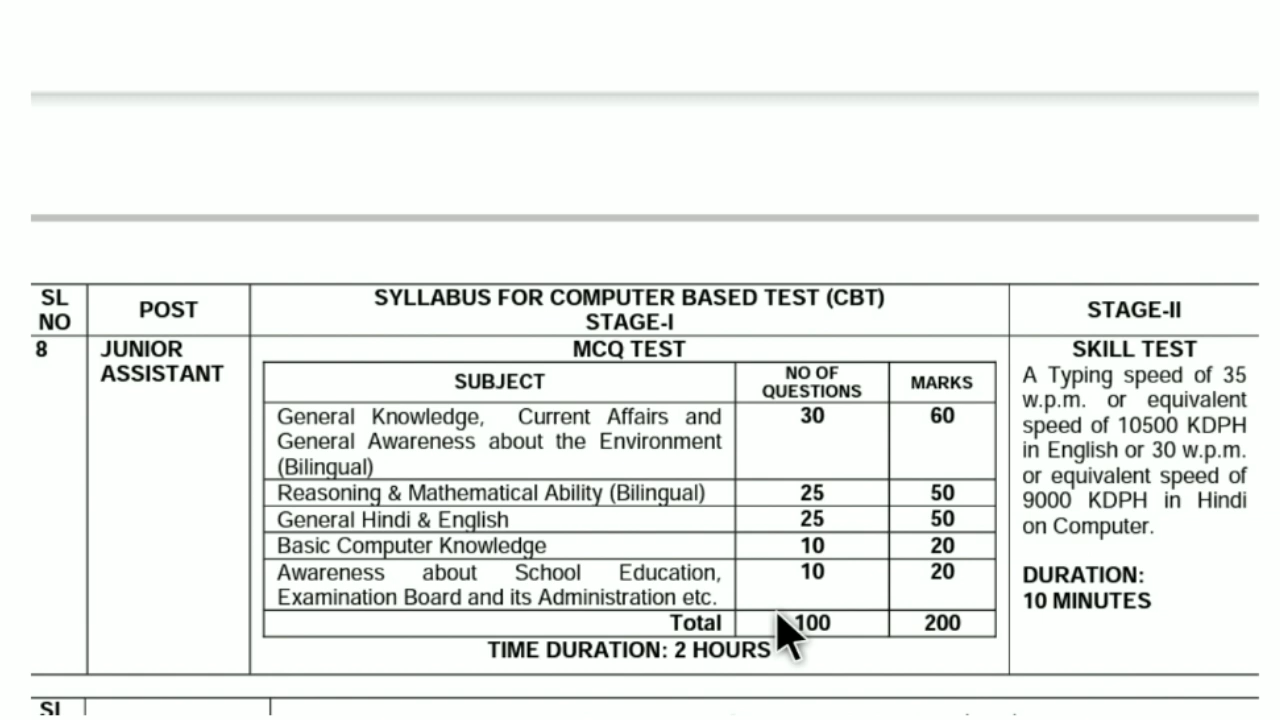 SL
NO
POST
SYLLABUS FOR COMPUTER BASED TEST (CBT)
STAGE-I
STAGE-II
8
JUNIOR
ASSISTANT
MCQ TEST
SUBJECT
NO OF
QUESTIONS
MARKS
General Knowledge, Current Affairs and
General Awareness about the Environment
(Bilingual)
30
60
Reasoning & Mathematical Ability (Bilingual)
25
50
General Hindi & English
25
50
Basic Computer Knowledge
10
20
Awareness about School Education,
Examination Board and its Administration etc.
10
20
Total
100
200
TIME DURATION: 2 HOURS
SKILL TEST
A Typing speed of 35
w.p.m. or equivalent
speed of 10500 KDPH
in English or 30 w.p.m.
or equivalent speed of
9000 KDPH in Hindi
on Computer.
DURATION:
10 MINUTES
SL